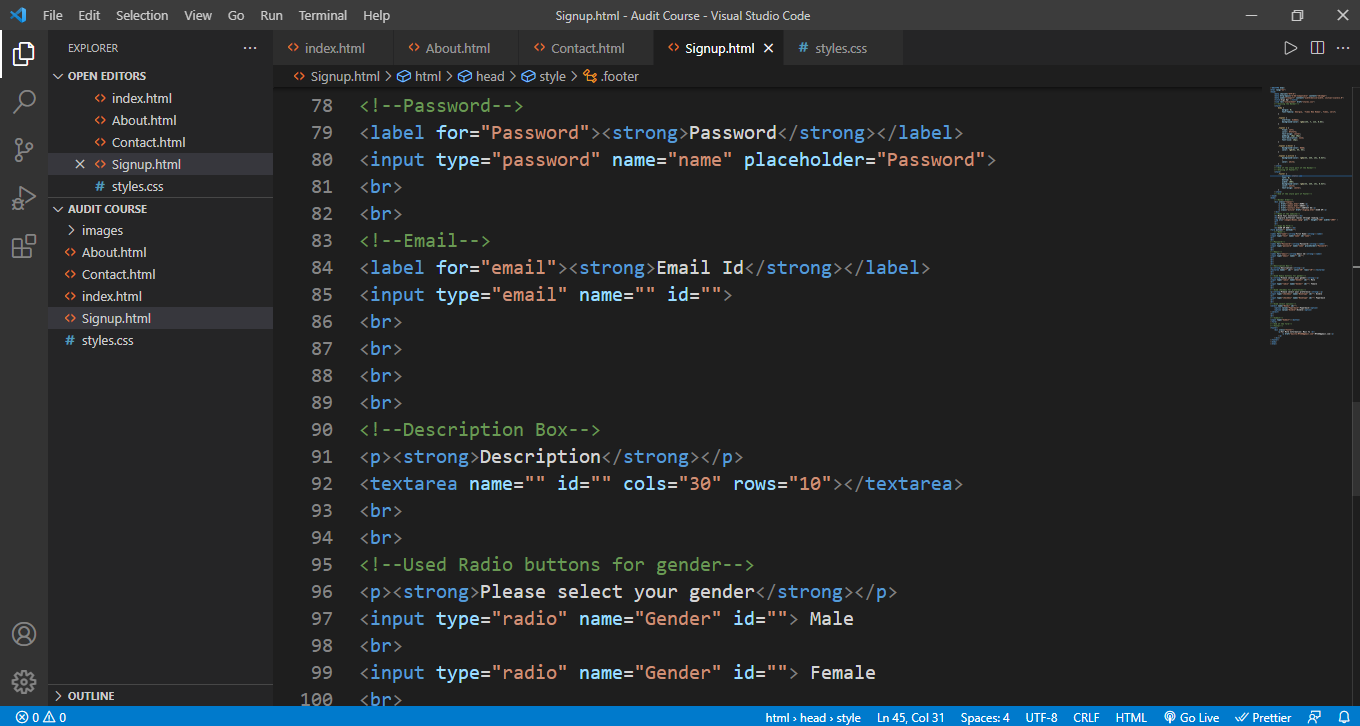 File Edit Selection View Go Run Terminal Help Signup.html - Audit Course - Visual Studio Code
EXPLORER
index.html About.html Contact.html Signup.html styles.css
Signup.html > html > head > style > .footer
OPEN EDITORS
index.html
About.html
Contact.html
Signup.html
styles.css
AUDIT COURSE
images
About.html
Contact.html
index.html
Signup.html
styles.css
OUTLINE
78 <!--Password-->
79 <label for="Password"><strong>Password</strong></label>
80 <input type="password" name="name" placeholder="Password">
81 <br>
82 <br>
83 <!--Email-->
84 <label for="email"><strong>Email Id</strong></label>
85 <input type="email" name="" id="">
86 <br>
87 <br>
88 <br>
89 <br>
90 <!--Description Box-->
91 <p><strong>Description</strong></p>
92 <textarea name="" id="" cols="30" rows="10"></textarea>
93 <br>
94 <br>
95 <!--Used Radio buttons for gender-->
96 <p><strong>Please select your gender</strong></p>
97 <input type="radio" name="Gender" id=""> Male
98 <br>
99 <input type="radio" name="Gender" id=""> Female
100 <br>
0 0 html > head > style Ln 45, Col 31 Spaces: 4 UTF-8 CRLF HTML Go Live Prettier